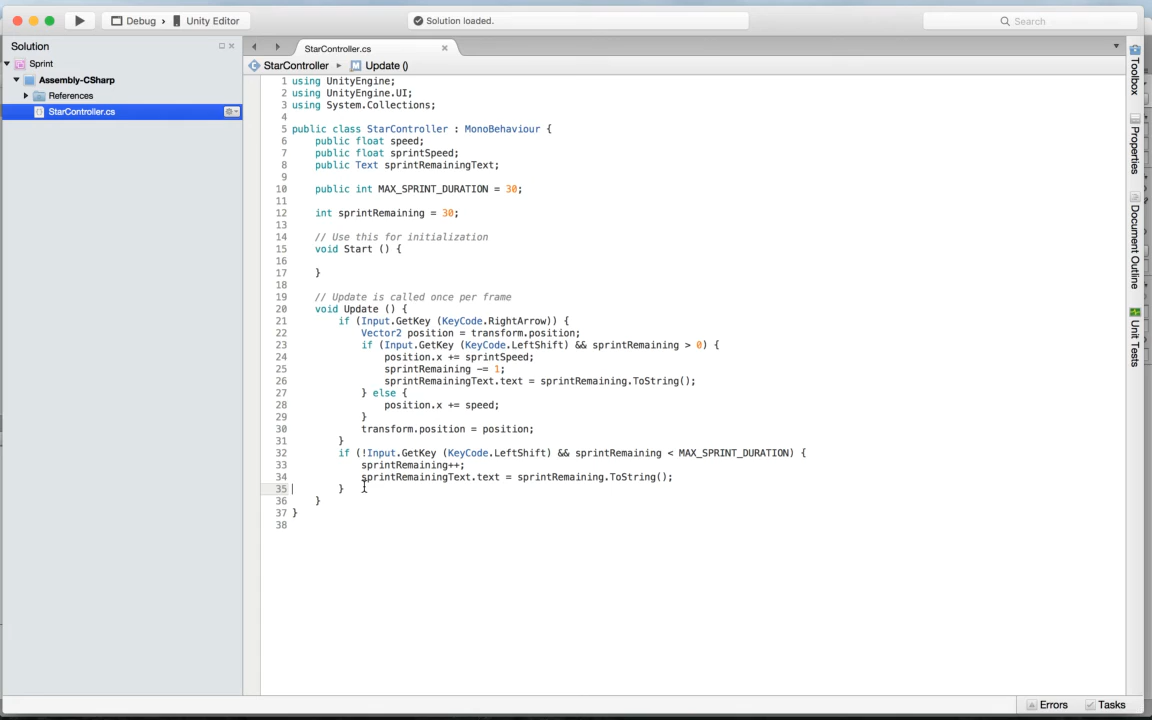 Debug › Unity Editor
Solution loaded.
Search
Solution
Sprint
Assembly-CSharp
References
StarController.cs
StarController.cs
StarController ▸ Update ()
1 using UnityEngine;
2 using UnityEngine.UI;
3 using System.Collections;
4
5 public class StarController : MonoBehaviour {
6 public float speed;
7 public float sprintSpeed;
8 public Text sprintRemainingText;
9
10 public int MAX_SPRINT_DURATION = 30;
11
12 int sprintRemaining = 30;
13
14 // Use this for initialization
15 void Start () {
16
17 }
18
19 // Update is called once per frame
20 void Update () {
21 if (Input.GetKey (KeyCode.RightArrow)) {
22 Vector2 position = transform.position;
23 if (Input.GetKey (KeyCode.LeftShift) && sprintRemaining > 0) {
24 position.x += sprintSpeed;
25 sprintRemaining -= 1;
26 sprintRemainingText.text = sprintRemaining.ToString();
27 } else {
28 position.x += speed;
29 }
30 transform.position = position;
31 }
32 if (!Input.GetKey (KeyCode.LeftShift) && sprintRemaining < MAX_SPRINT_DURATION) {
33 sprintRemaining++;
34 sprintRemainingText.text = sprintRemaining.ToString();
35 }
36 }
37 }
38
Toolbox
Properties
Document Outline
Unit Tests
Errors
Tasks